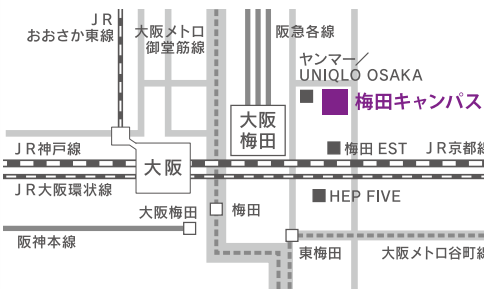 JR
おおさか東線
大阪メトロ
御堂筋線
阪急各線
ヤンマー／
UNIQLO OSAKA
梅田キャンパス
大阪
梅田
JR神戸線
大阪
梅田 EST
JR京都線
JR大阪環状線
HEP FIVE
大阪梅田
梅田
阪神本線
東梅田
大阪メトロ谷町線